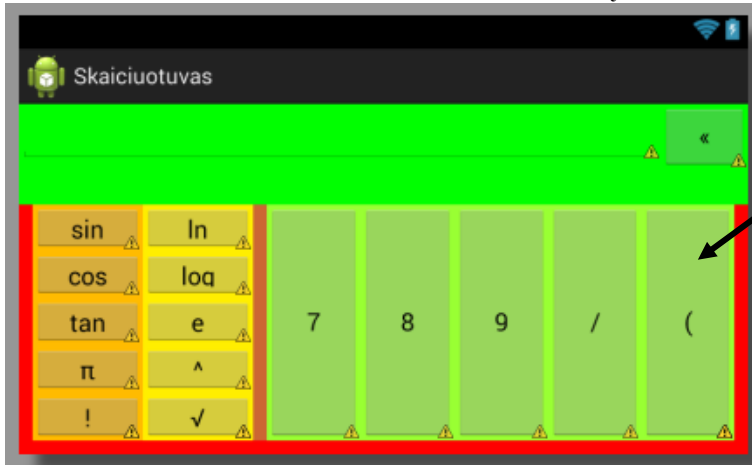 Skaiciuotuvas
«
sin ln
cos log
tan e 7 8 9 / (
π ^
! √